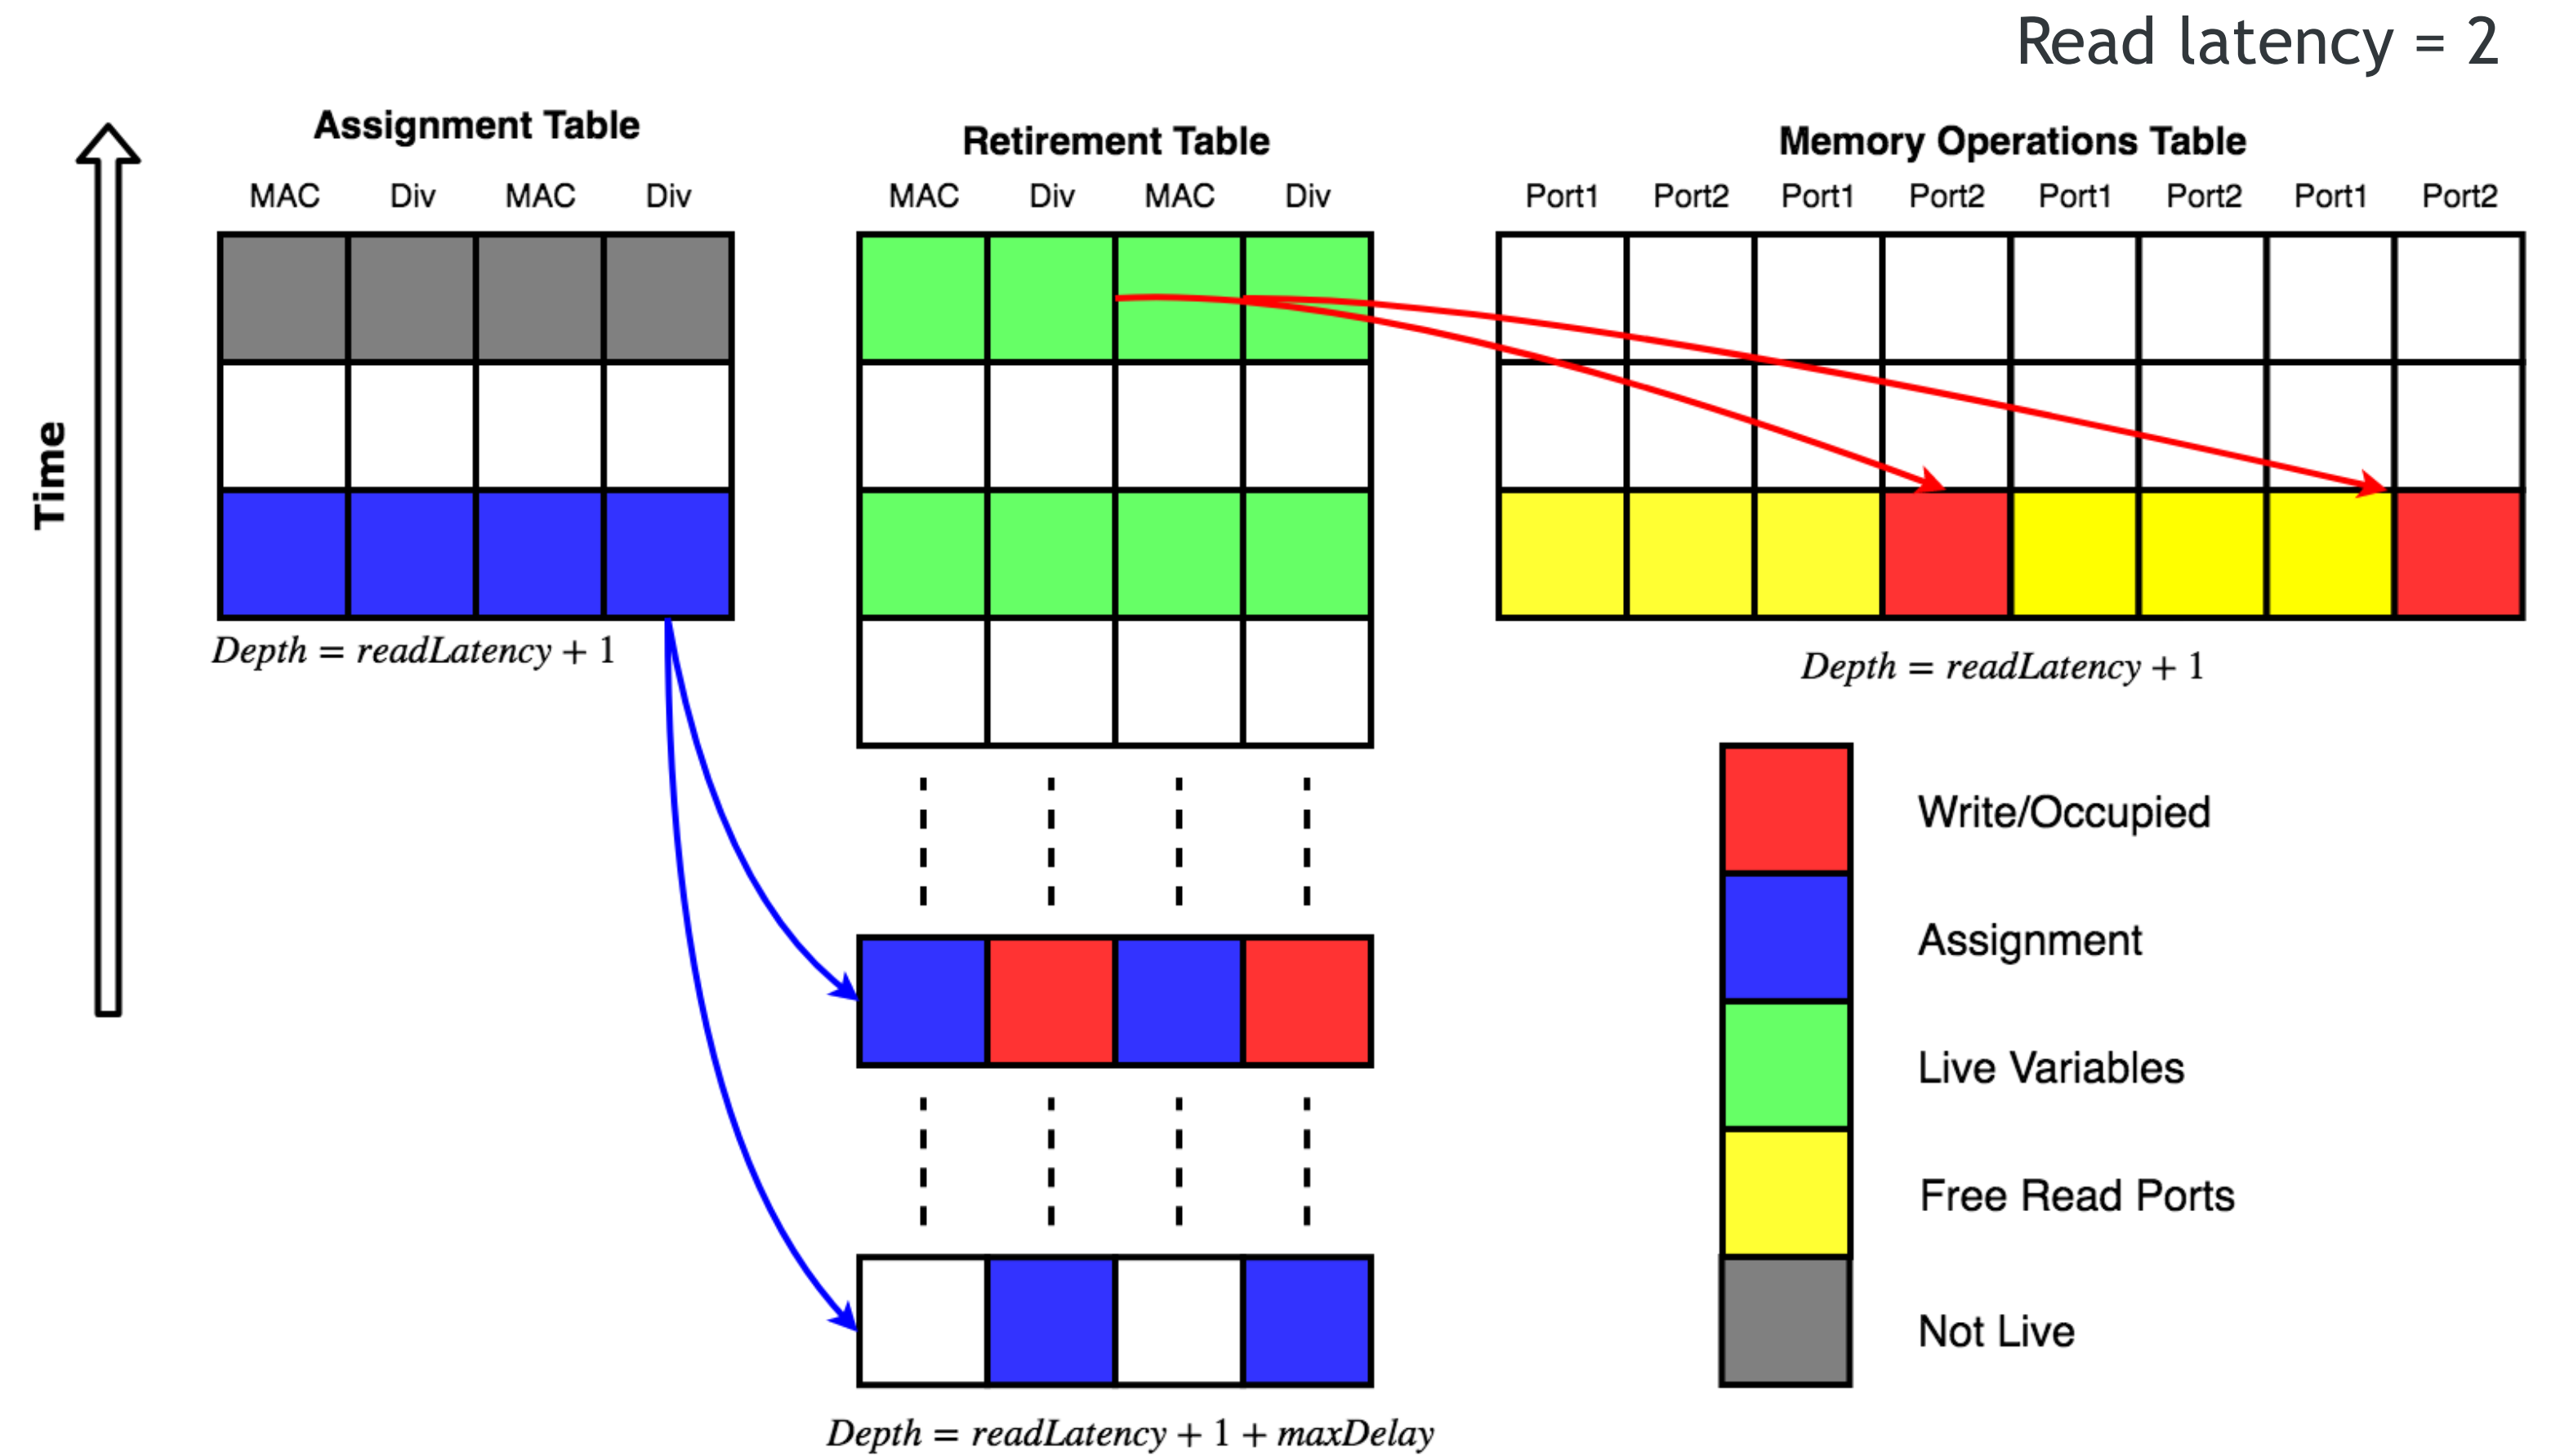 Read latency = 2
Assignment Table
Retirement Table
Memory Operations Table
MAC Div MAC Div
MAC Div MAC Div
Port1 Port2 Port1 Port2 Port1 Port2 Port1 Port2
Time
Depth = readLatency + 1
Depth = readLatency + 1
Write/Occupied
Assignment
Live Variables
Free Read Ports
Not Live
Depth = readLatency + 1 + maxDelay